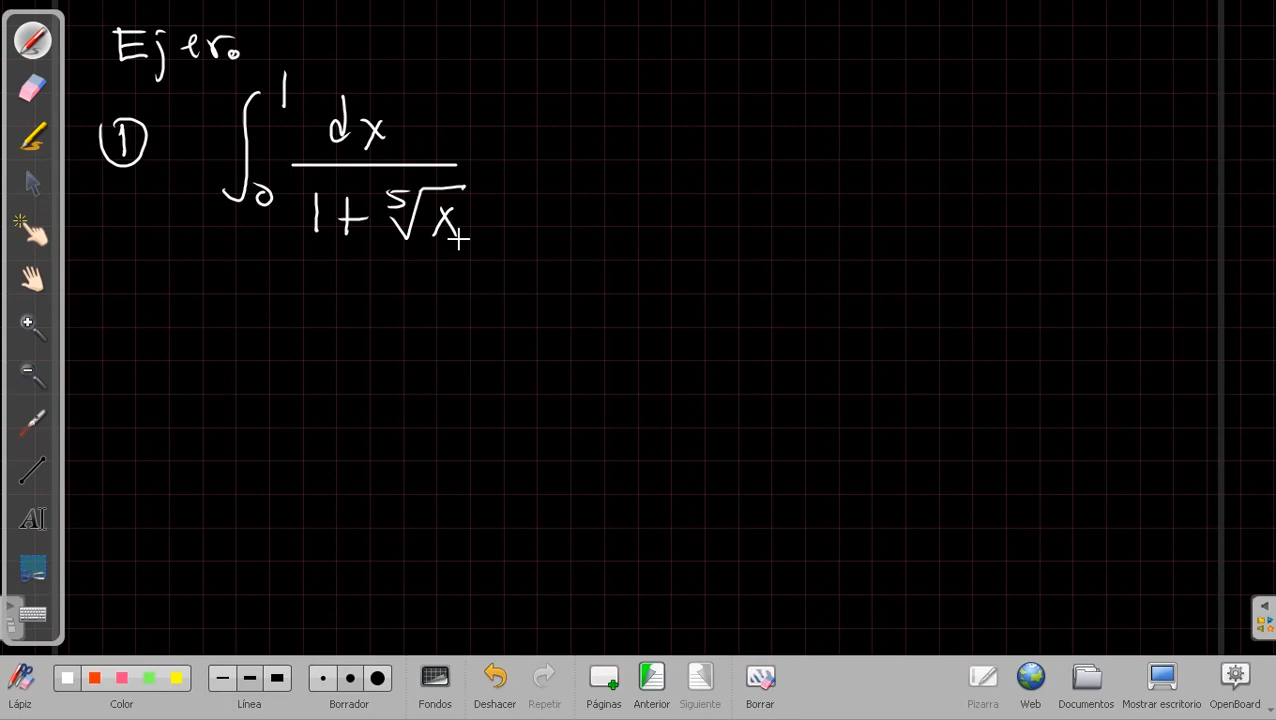 Ejer.
① ∫₀¹ dx / (1 + ⁵√x)
AI
Lápiz
Color
Línea
Borrador
Fondos
Deshacer
Repetir
Páginas
Anterior
Siguiente
Borrar
Pizarra
Web
Documentos
Mostrar escritorio
OpenBoard